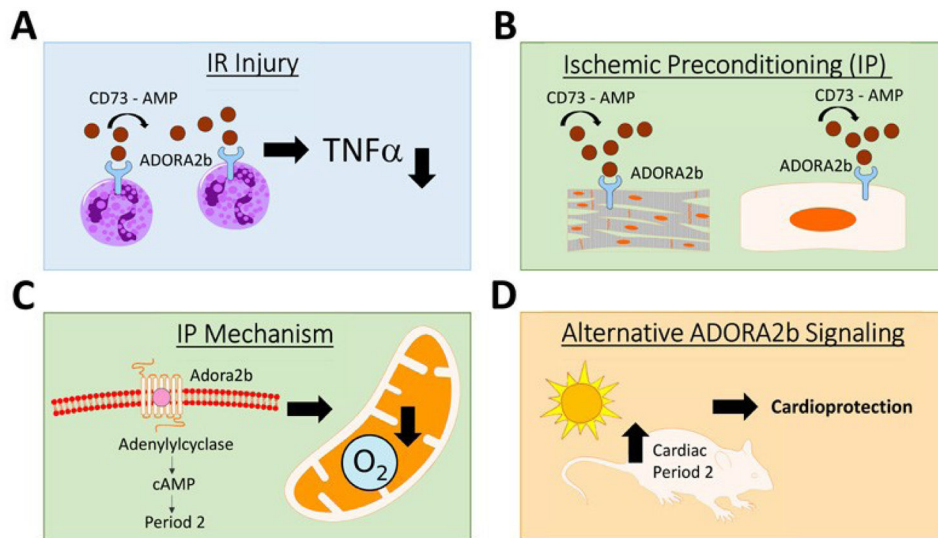 A
IR Injury
CD73 - AMP
ADORA2b
TNFα
B
Ischemic Preconditioning (IP)
CD73 - AMP
CD73 - AMP
ADORA2b
ADORA2b
C
IP Mechanism
Adora2b
Adenylylcyclase
cAMP
Period 2
O₂
D
Alternative ADORA2b Signaling
Cardiac
Period 2
Cardioprotection